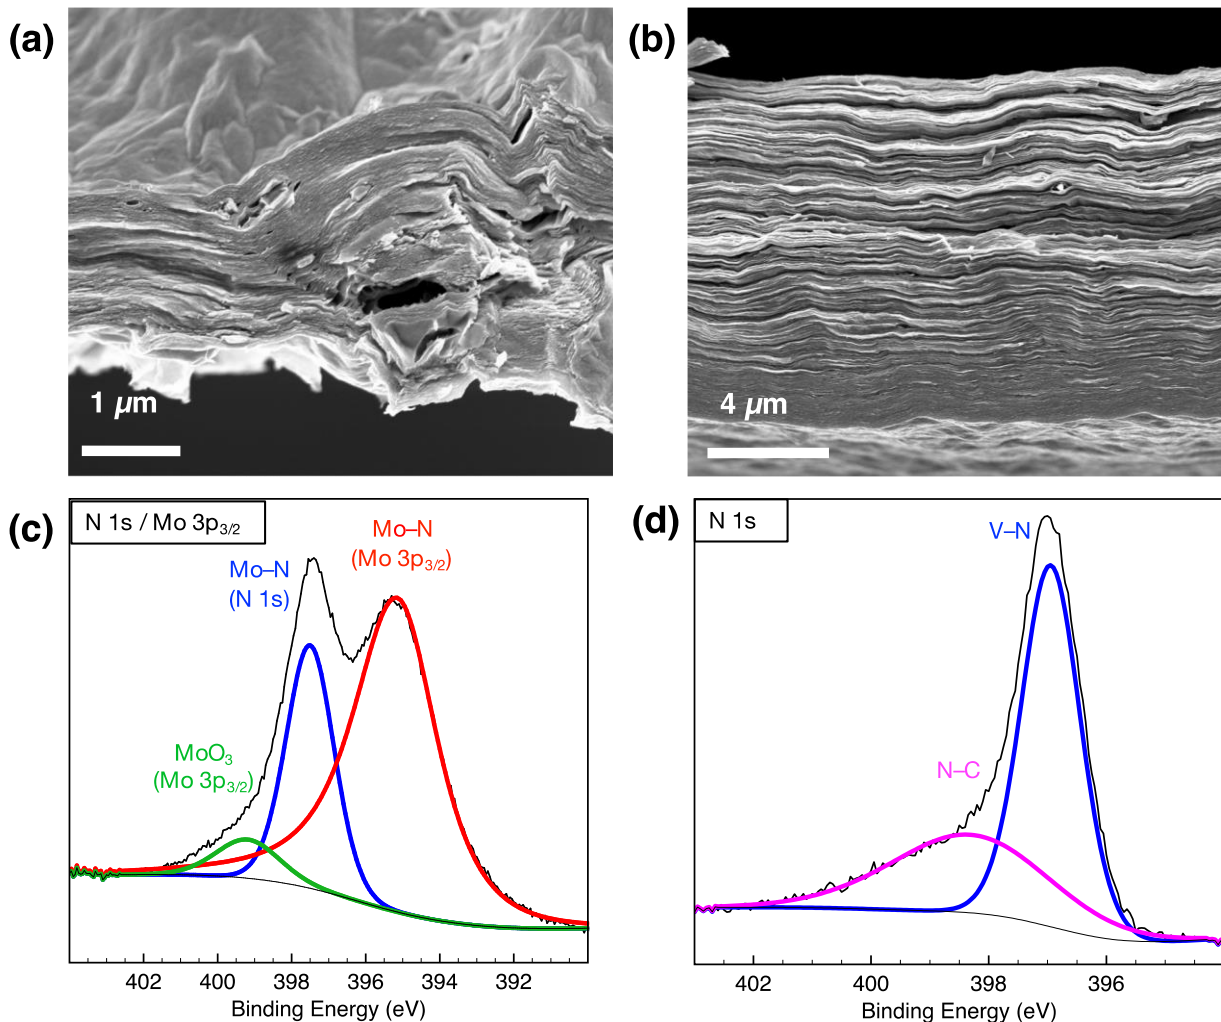 (a)
(b)
1 µm
4 µm
(c)
N 1s / Mo 3p3/2
Mo–N
(Mo 3p3/2)
Mo–N
(N 1s)
MoO3
(Mo 3p3/2)
402 400 398 396 394 392
Binding Energy (eV)
(d)
N 1s
V–N
N–C
402 400 398 396
Binding Energy (eV)